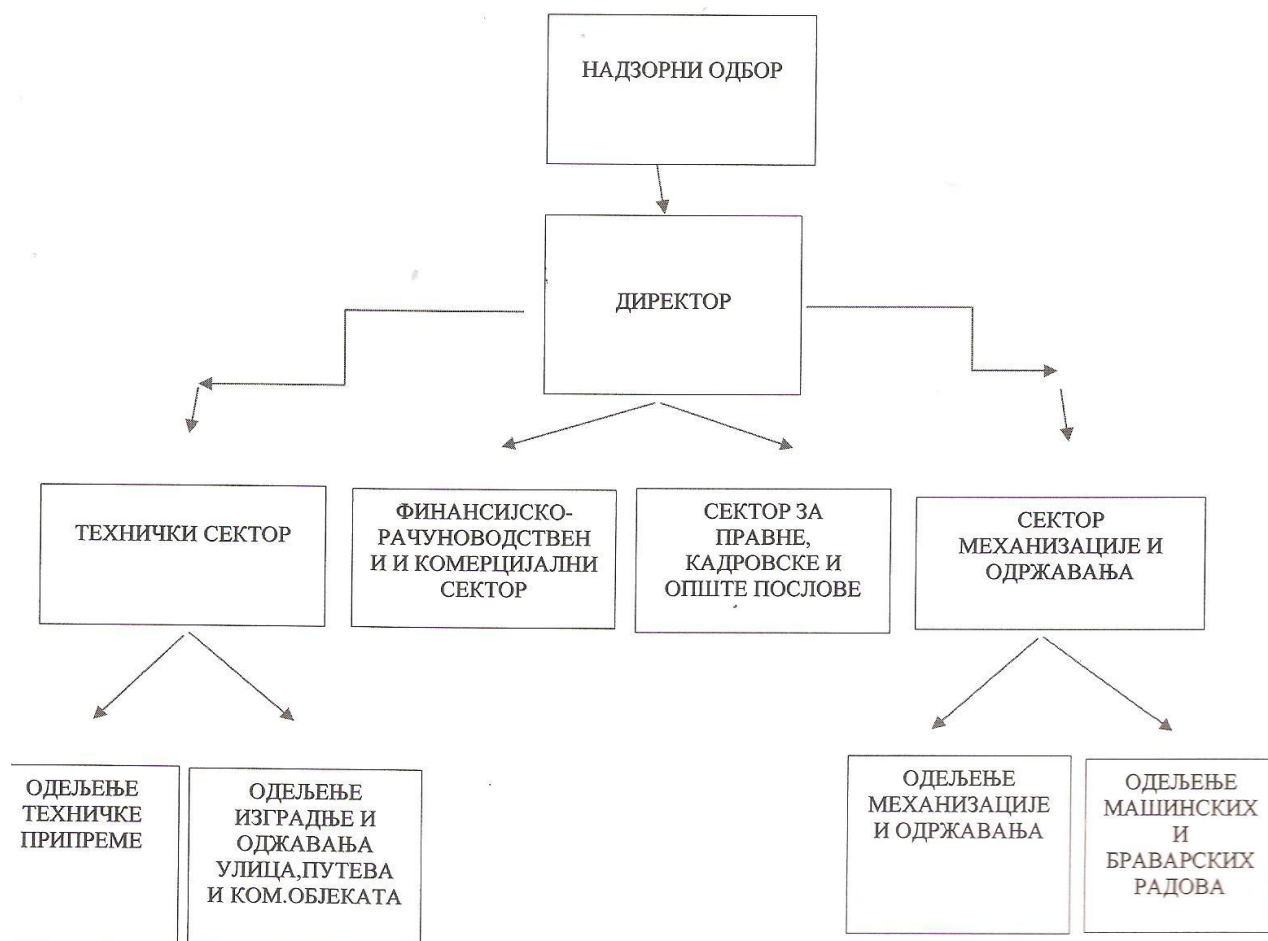 НАДЗОРНИ ОДБОР
ДИРЕКТОР
ТЕХНИЧКИ СЕКТОР
ФИНАНСИЈСКО-
РАЧУНОВОДСТВЕН
И И КОМЕРЦИЈАЛНИ
СЕКТОР
СЕКТОР ЗА
ПРАВНЕ,
КАДРОВСКЕ И
ОПШТЕ ПОСЛОВЕ
СЕКТОР
МЕХАНИЗАЦИЈЕ И
ОДРЖАВАЊА
ОДЕЉЕЊЕ
ТЕХНИЧКЕ
ПРИПРЕМЕ
ОДЕЉЕЊЕ
ИЗГРАДЊЕ И
ОДЖАВАЊА
УЛИЦА,ПУТЕВА
И КОМ.ОБЈЕКАТА
ОДЕЉЕЊЕ
МЕХАНИЗАЦИЈЕ
И ОДРЖАВАЊА
ОДЕЉЕЊЕ
МАШИНСКИХ
И
БРАВАРСКИХ
РАДОВА